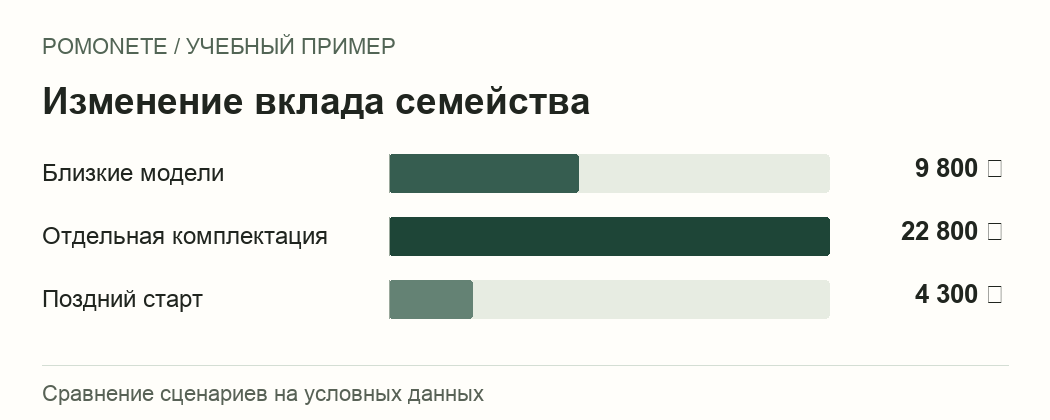 POMONETE / УЧЕБНЫЙ ПРИМЕР
Изменение вклада семейства
Близкие модели 9 800 □
Отдельная комплектация 22 800 □
Поздний старт 4 300 □
Сравнение сценариев на условных данных